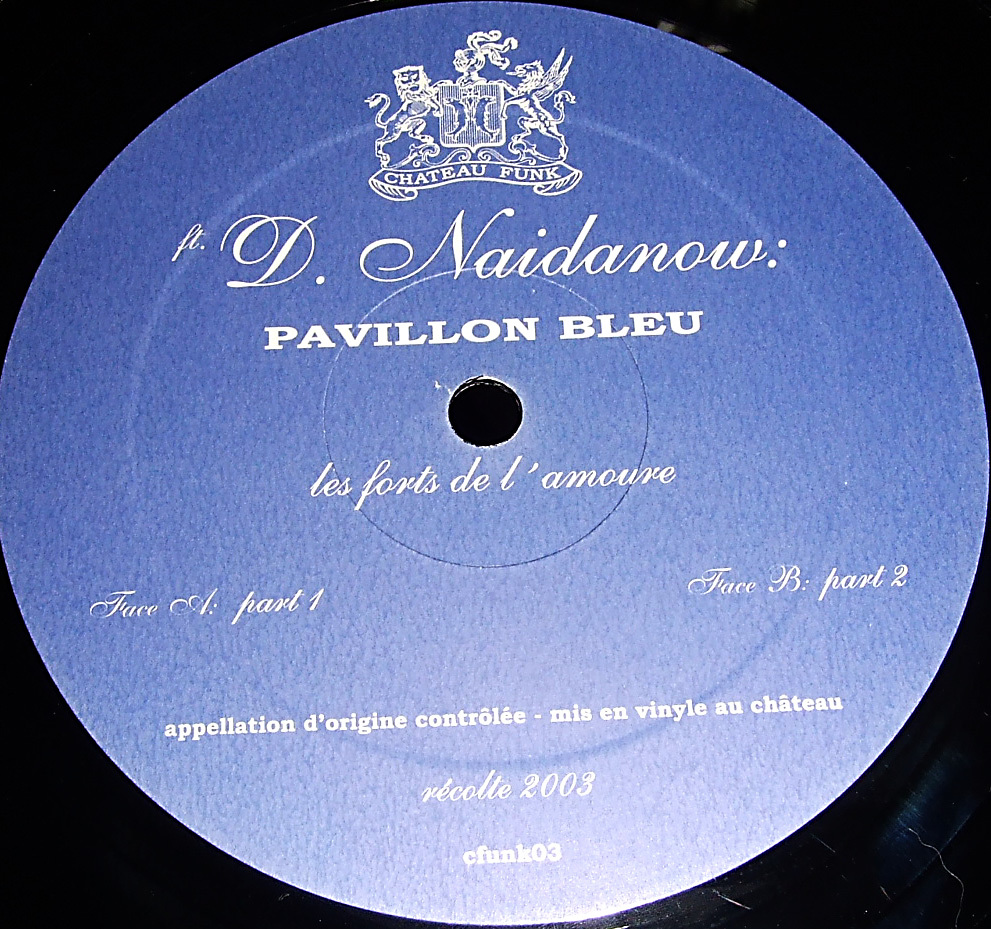 CHATEAU FUNK
ft. D. Naidanow:
PAVILLON BLEU
les forts de l'amoure
Face A: part 1
Face B: part 2
appellation d'origine contrôlée - mis en vinyle au château
récolte 2003
cfunk03